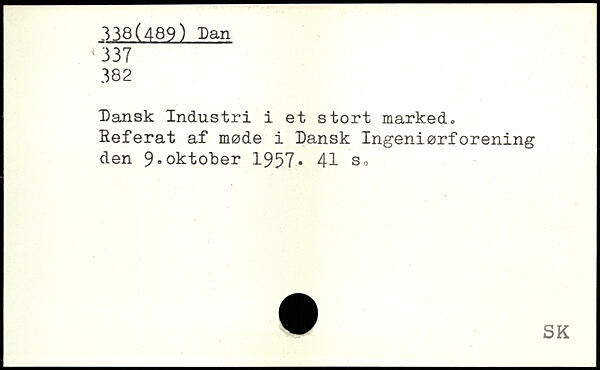 338(489) Dan
337
382
Dansk Industri i et stort marked.
Referat af møde i Dansk Ingeniørforening
den 9.oktober 1957. 41 s.
SK